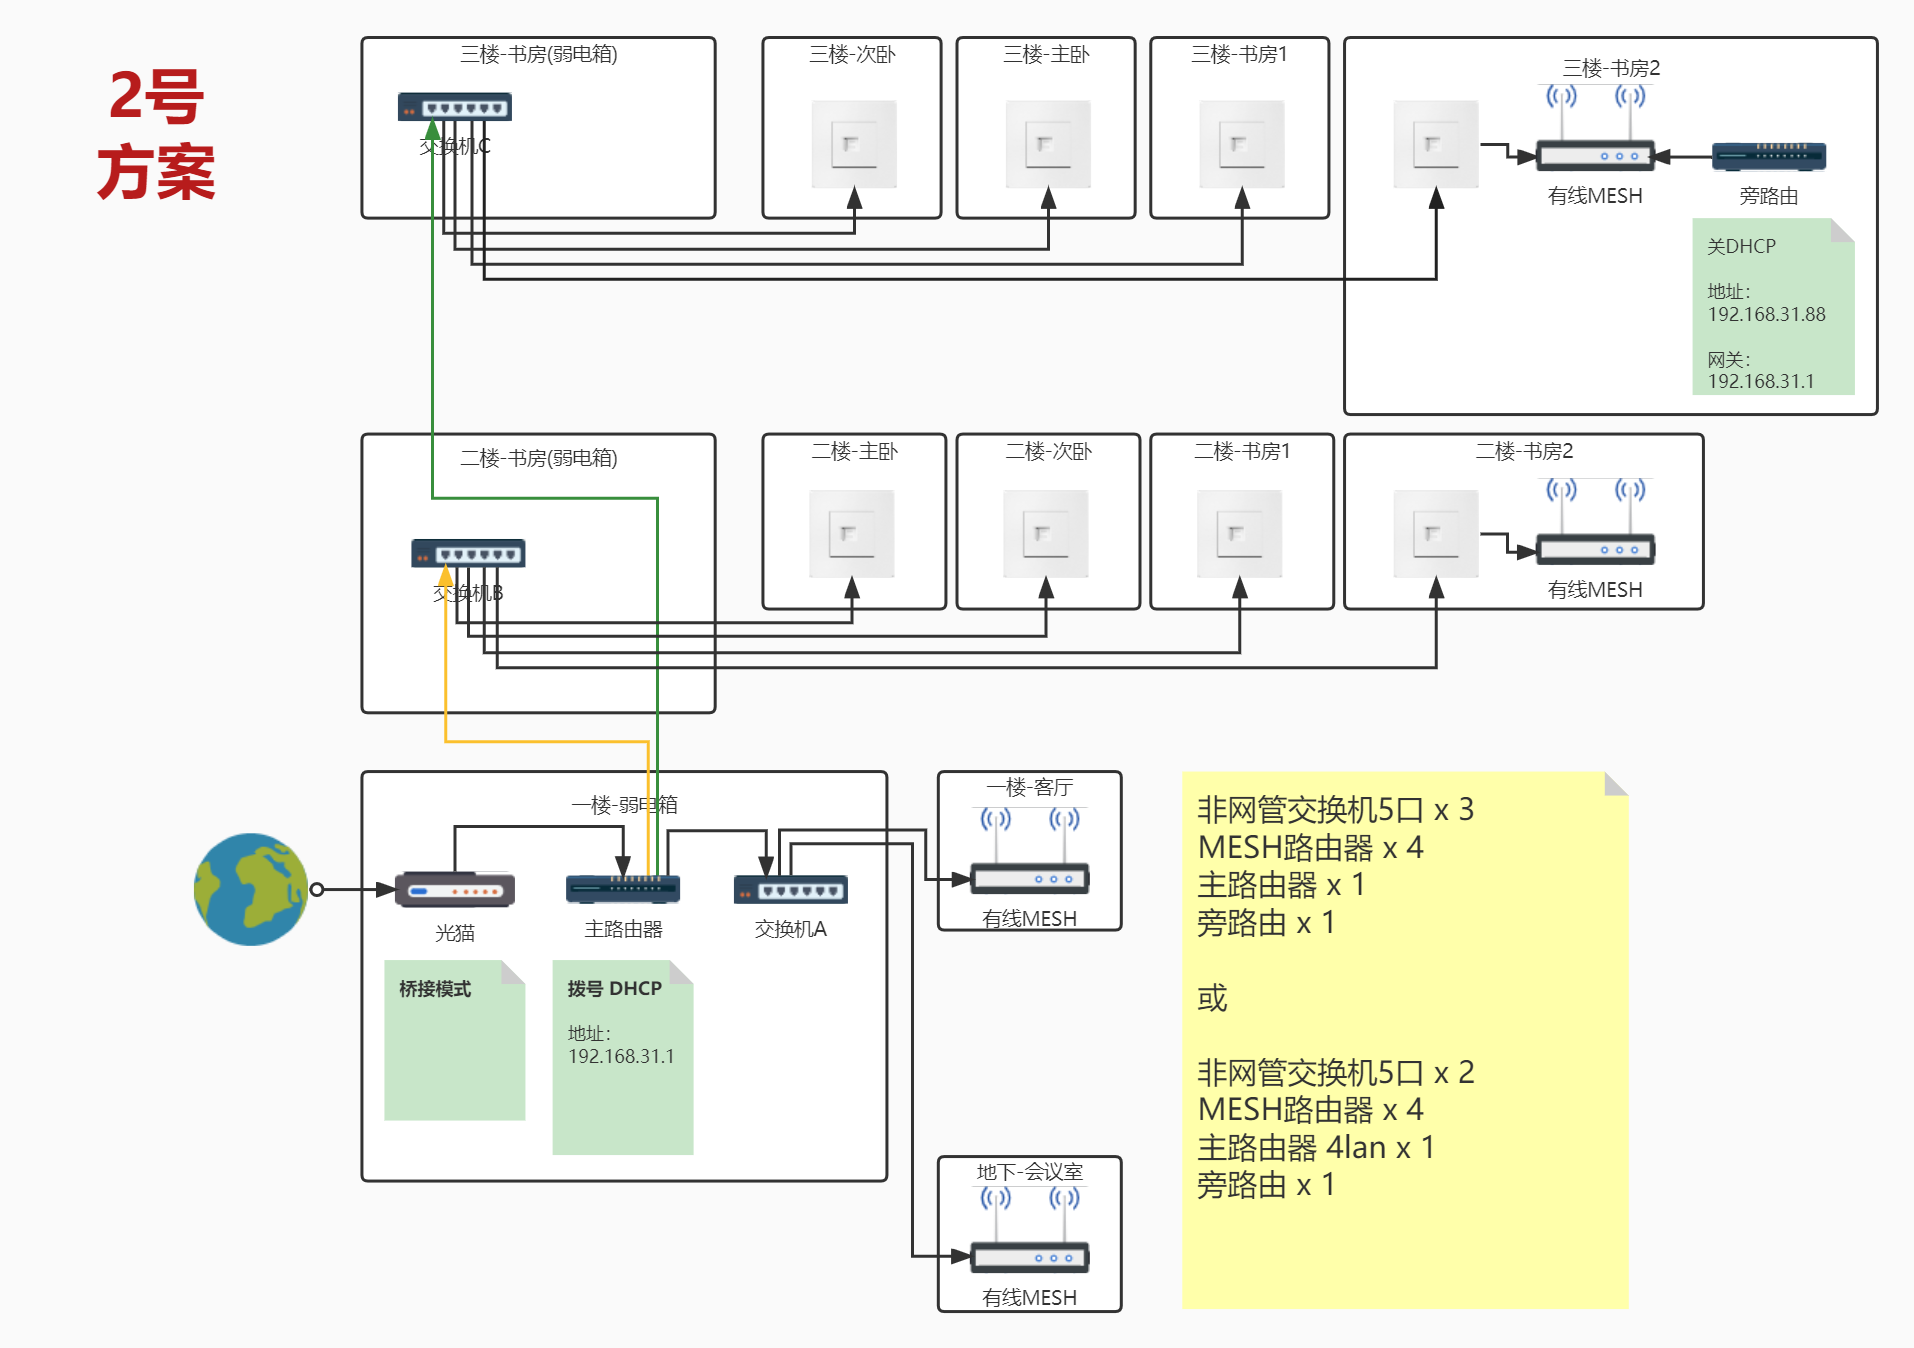 2号
方案
三楼-书房(弱电箱)
交换机C
三楼-次卧
三楼-主卧
三楼-书房1
三楼-书房2
有线MESH
旁路由
关DHCP
地址：
192.168.31.88
网关：
192.168.31.1
二楼-书房(弱电箱)
交换机B
二楼-主卧
二楼-次卧
二楼-书房1
二楼-书房2
有线MESH
一楼-弱电箱
光猫
主路由器
交换机A
桥接模式
拨号 DHCP
地址：
192.168.31.1
一楼-客厅
有线MESH
地下-会议室
有线MESH
非网管交换机5口 x 3
MESH路由器 x 4
主路由器 x 1
旁路由 x 1
或
非网管交换机5口 x 2
MESH路由器 x 4
主路由器 4lan x 1
旁路由 x 1